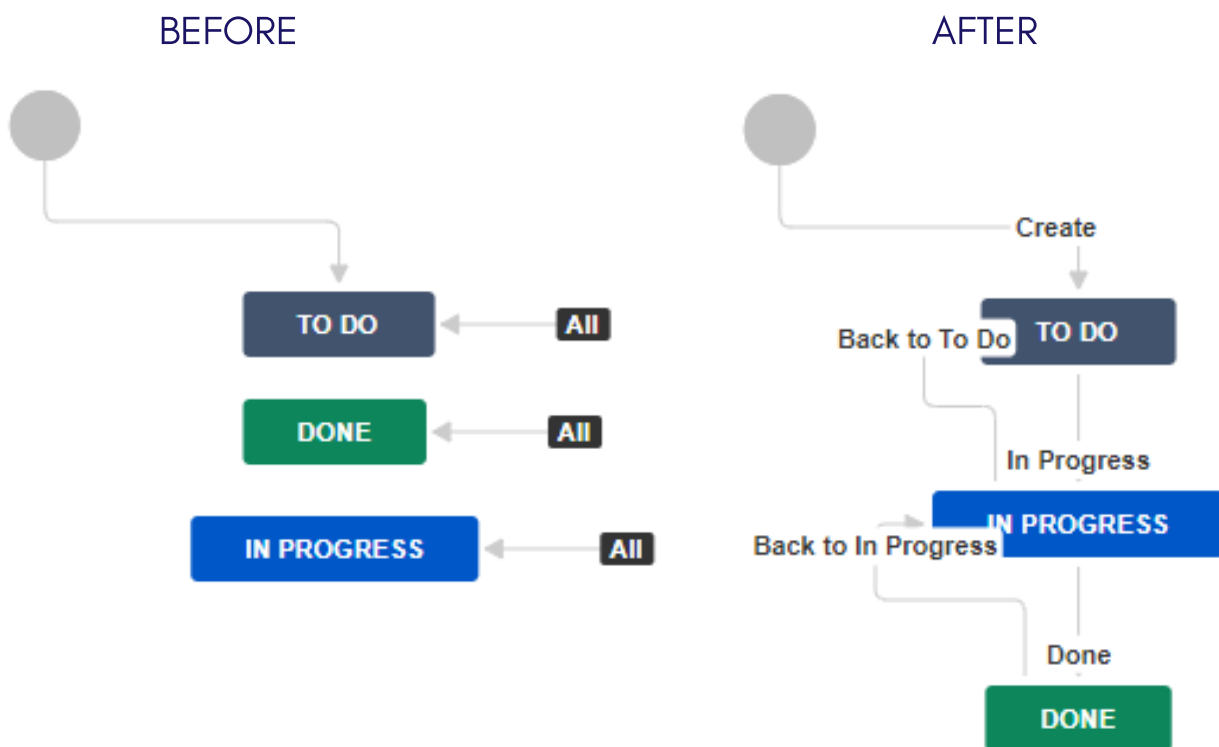 BEFORE
TO DO
All
DONE
All
IN PROGRESS
All
AFTER
Create
Back to To Do
TO DO
In Progress
IN PROGRESS
Back to In Progress
Done
DONE